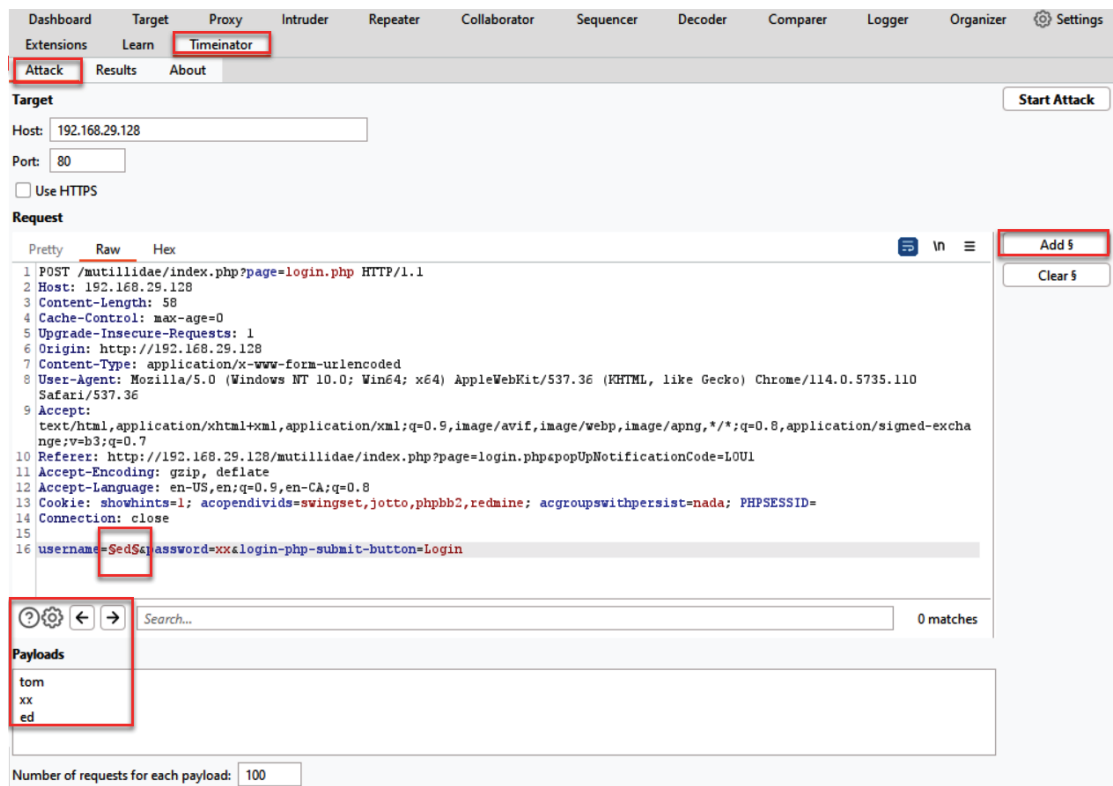 Dashboard Target Proxy Intruder Repeater Collaborator Sequencer Decoder Comparer Logger Organizer Settings
Extensions Learn Timeinator
Attack Results About
Target
Start Attack
Host: 192.168.29.128
Port: 80
Use HTTPS
Request
Pretty Raw Hex \n
Add §
Clear §
1 POST /mutillidae/index.php?page=login.php HTTP/1.1
2 Host: 192.168.29.128
3 Content-Length: 58
4 Cache-Control: max-age=0
5 Upgrade-Insecure-Requests: 1
6 Origin: http://192.168.29.128
7 Content-Type: application/x-www-form-urlencoded
8 User-Agent: Mozilla/5.0 (Windows NT 10.0; Win64; x64) AppleWebKit/537.36 (KHTML, like Gecko) Chrome/114.0.5735.110
Safari/537.36
9 Accept:
text/html,application/xhtml+xml,application/xml;q=0.9,image/avif,image/webp,image/apng,*/*;q=0.8,application/signed-excha
nge;v=b3;q=0.7
10 Referer: http://192.168.29.128/mutillidae/index.php?page=login.php&popUpNotificationCode=LOU1
11 Accept-Encoding: gzip, deflate
12 Accept-Language: en-US,en;q=0.9,en-CA;q=0.8
13 Cookie: showhints=1; acopendivids=swingset,jotto,phpbb2,redmine; acgroupswithpersist=nada; PHPSESSID=
14 Connection: close
15
16 username=§ed§&password=xx&login-php-submit-button=Login
Search... 0 matches
Payloads
tom
xx
ed
Number of requests for each payload: 100